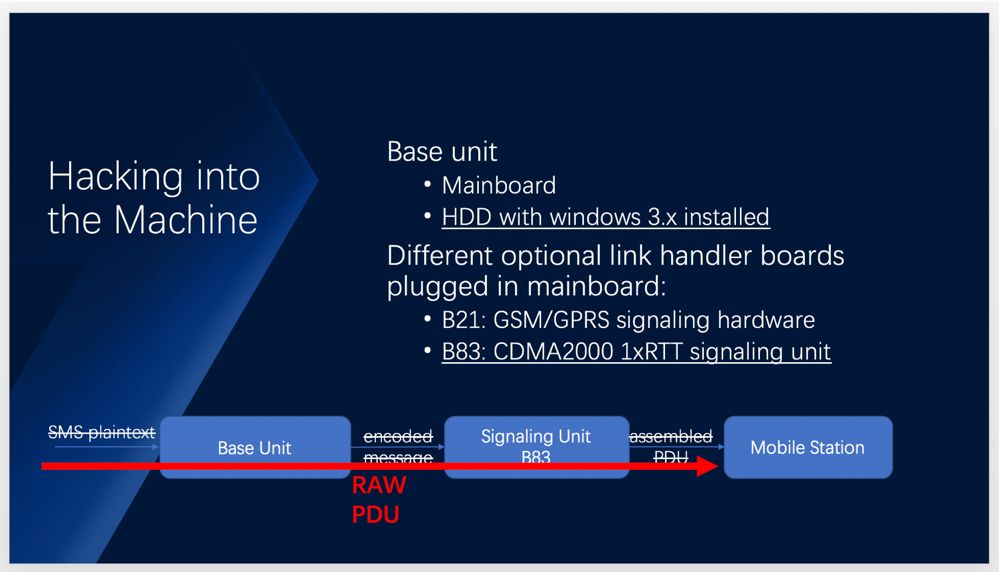 Hacking into
the Machine
Base unit
• Mainboard
• HDD with windows 3.x installed
Different optional link handler boards
plugged in mainboard:
• B21: GSM/GPRS signaling hardware
• B83: CDMA2000 1xRTT signaling unit
SMS plaintext
Base Unit
encoded
message
Signaling Unit
B83
assembled
PDU
Mobile Station
RAW
PDU